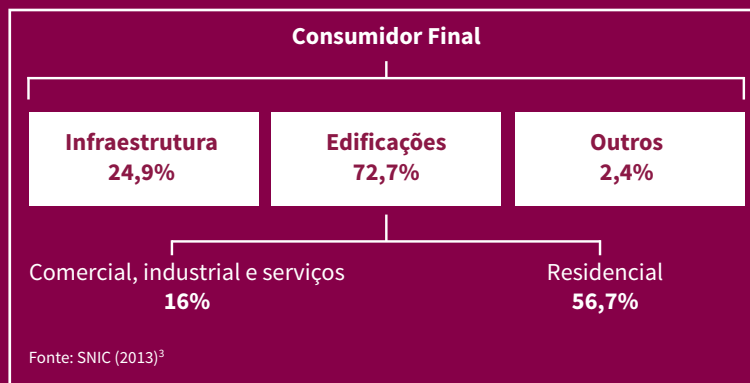 Consumidor Final
Infraestrutura
24,9%
Edificações
72,7%
Outros
2,4%
Comercial, industrial e serviços
16%
Residencial
56,7%
Fonte: SNIC (2013)³